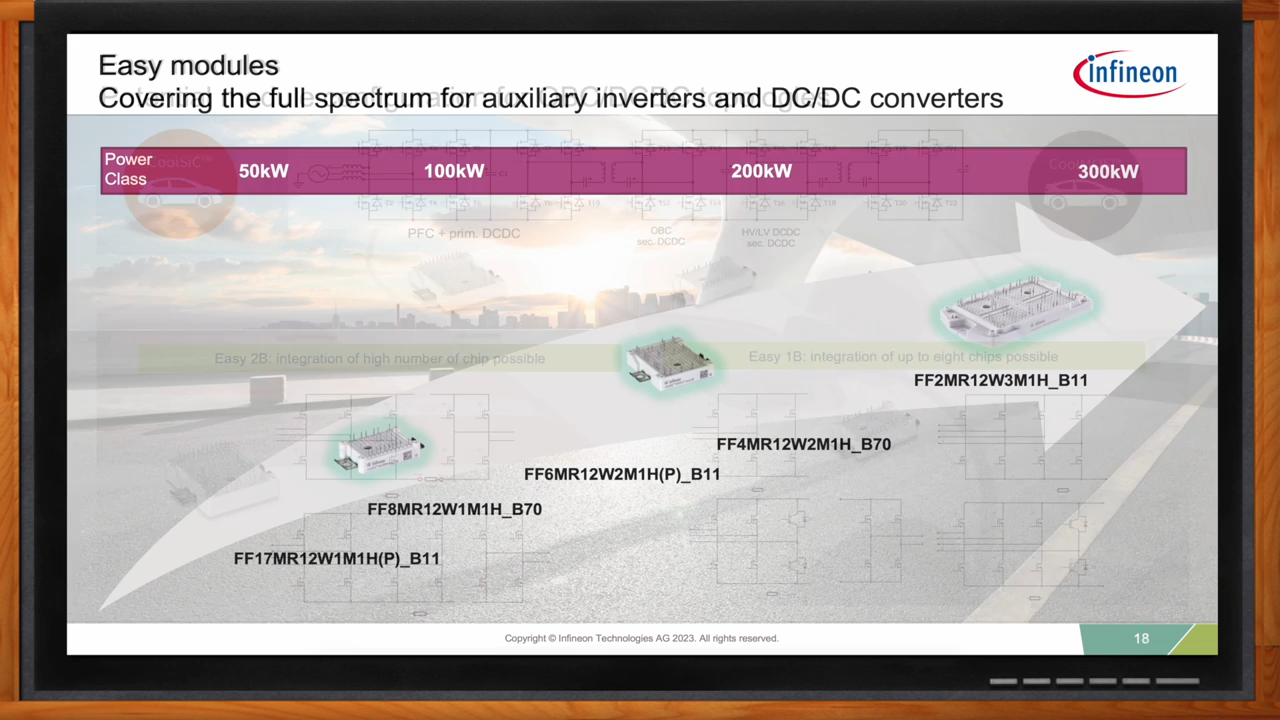 Easy modules
Covering the full spectrum for auxiliary inverters and DC/DC converters
infineon
Power
Class
50kW
100kW
200kW
300kW
CoolSiC™
PFC + prim. DCDC
OBC
sec. DCDC
HV/LV DCDC
sec. DCDC
Easy 2B: integration of high number of chip possible
Easy 1B: integration of up to eight chips possible
FF2MR12W3M1H_B11
FF4MR12W2M1H_B70
FF6MR12W2M1H(P)_B11
FF8MR12W1M1H_B70
FF17MR12W1M1H(P)_B11
Copyright © Infineon Technologies AG 2023. All rights reserved.
18